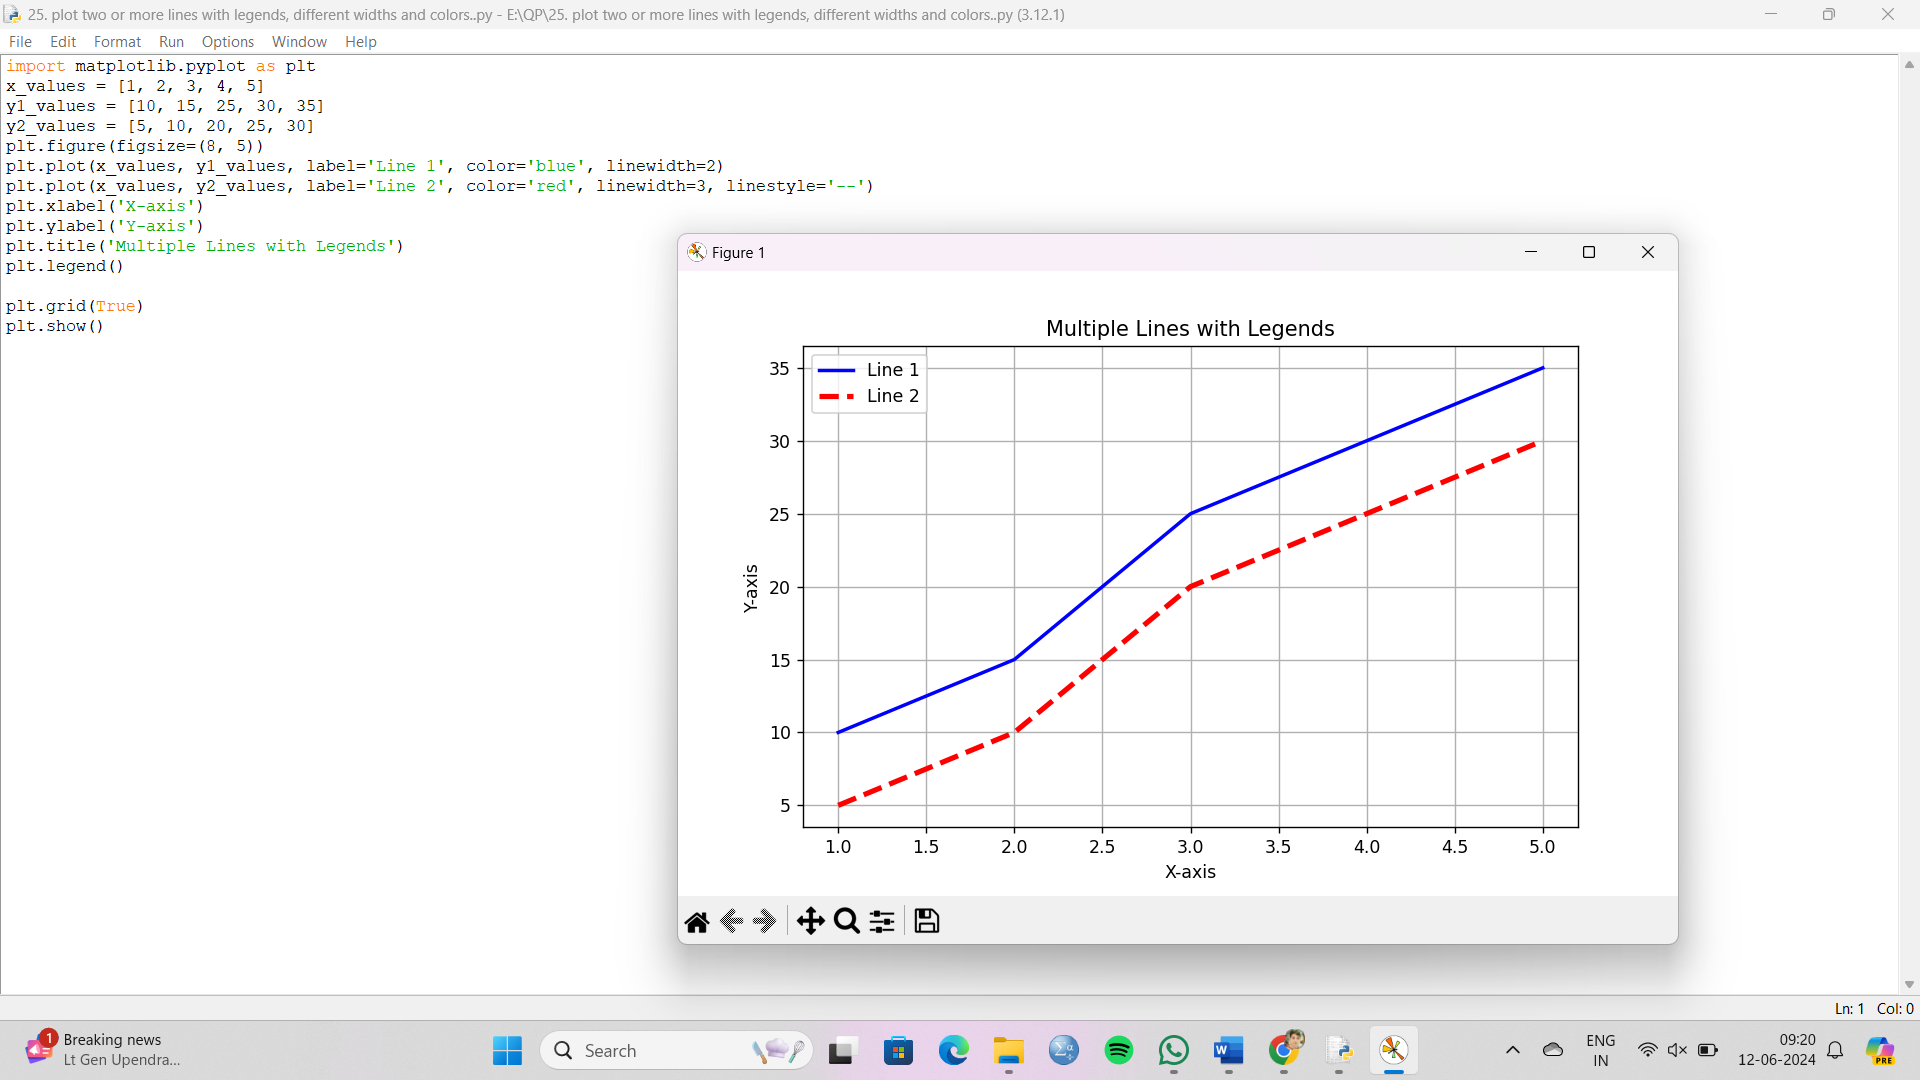 25. plot two or more lines with legends, different widths and colors..py - E:\QP\25. plot two or more lines with legends, different widths and colors..py (3.12.1)
File Edit Format Run Options Window Help
import matplotlib.pyplot as plt
x_values = [1, 2, 3, 4, 5]
y1_values = [10, 15, 25, 30, 35]
y2_values = [5, 10, 20, 25, 30]
plt.figure(figsize=(8, 5))
plt.plot(x_values, y1_values, label='Line 1', color='blue', linewidth=2)
plt.plot(x_values, y2_values, label='Line 2', color='red', linewidth=3, linestyle='--')
plt.xlabel('X-axis')
plt.ylabel('Y-axis')
plt.title('Multiple Lines with Legends')
plt.legend()
plt.grid(True)
plt.show()
Figure 1
Multiple Lines with Legends
Line 1
Line 2
35
30
25
20
15
10
5
Y-axis
1.0 1.5 2.0 2.5 3.0 3.5 4.0 4.5 5.0
X-axis
Ln: 1 Col: 0
1
Breaking news
Lt Gen Upendra...
Search
Σα
W
ENG
IN
09:20
12-06-2024
PRE